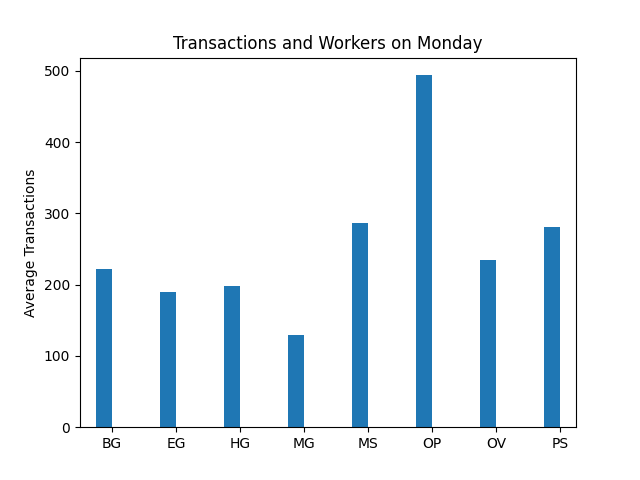 Transactions and Workers on Monday
Average Transactions
500
400
300
200
100
0
BG EG HG MG MS OP OV PS